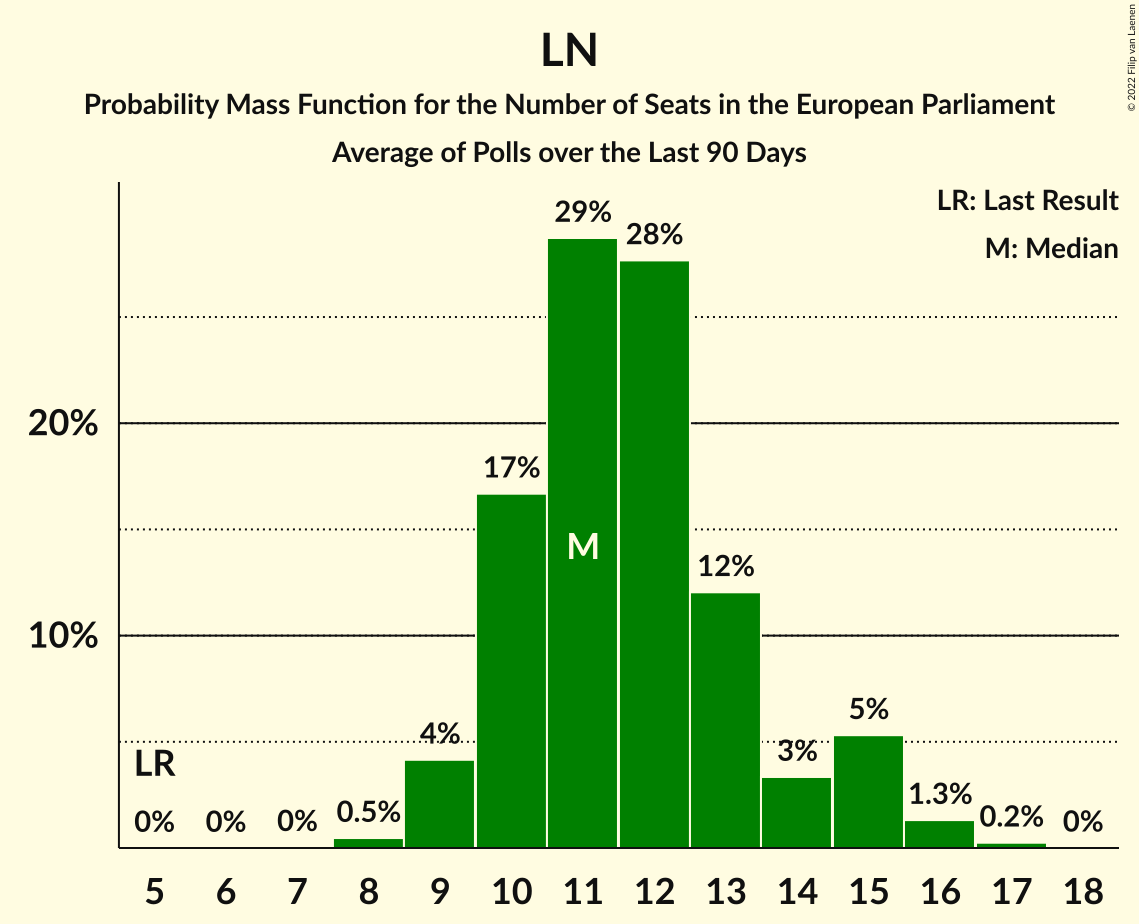 © 2022 Filip van Laenen
LN
Probability Mass Function for the Number of Seats in the European Parliament
Average of Polls over the Last 90 Days
LR: Last Result
M: Median
29%
28%
20%
17%
M
12%
10%
5%
4%
3%
LR
1.3%
0.5%
0.2%
0% 0% 0% 0%
5 6 7 8 9 10 11 12 13 14 15 16 17 18